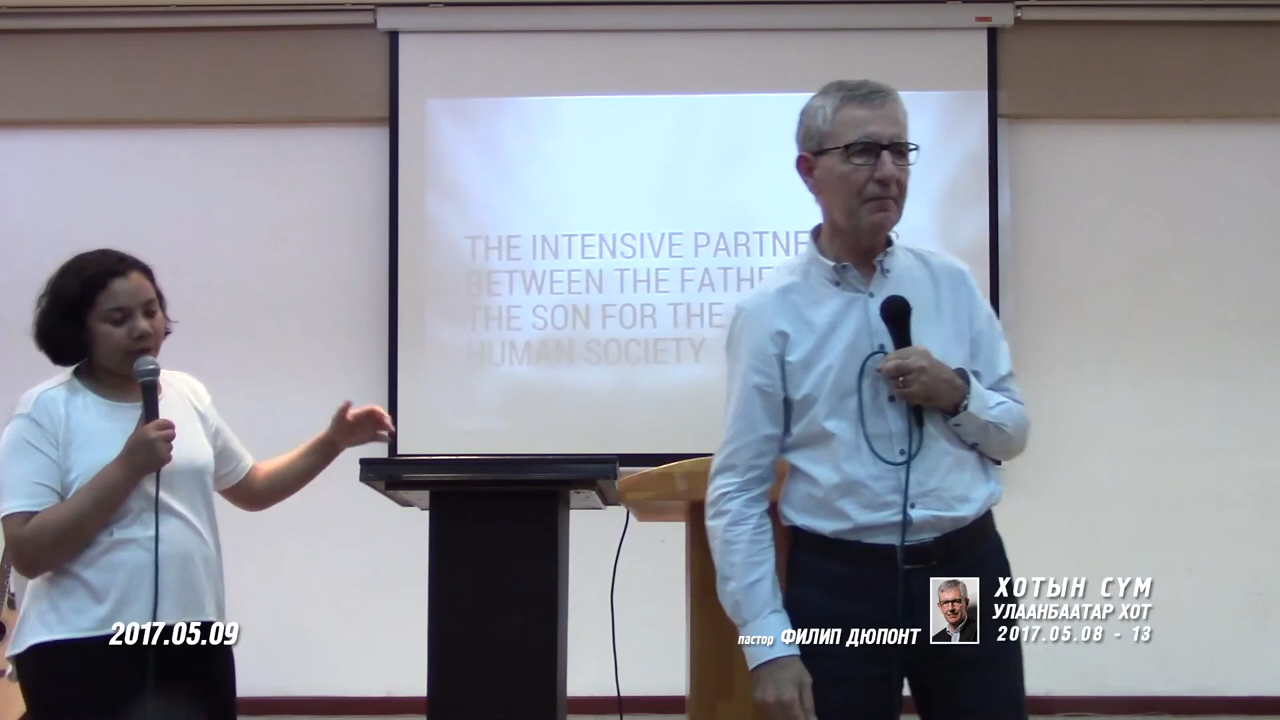 THE INTENSIVE PARTNE
BETWEEN THE FATHE
THE SON FOR THE
HUMAN SOCIETY
2017.05.09
пастор ФИЛИП ДЮПОНТ
ХОТЫН СҮМ
УЛААНБААТАР ХОТ
2017.05.08 - 13